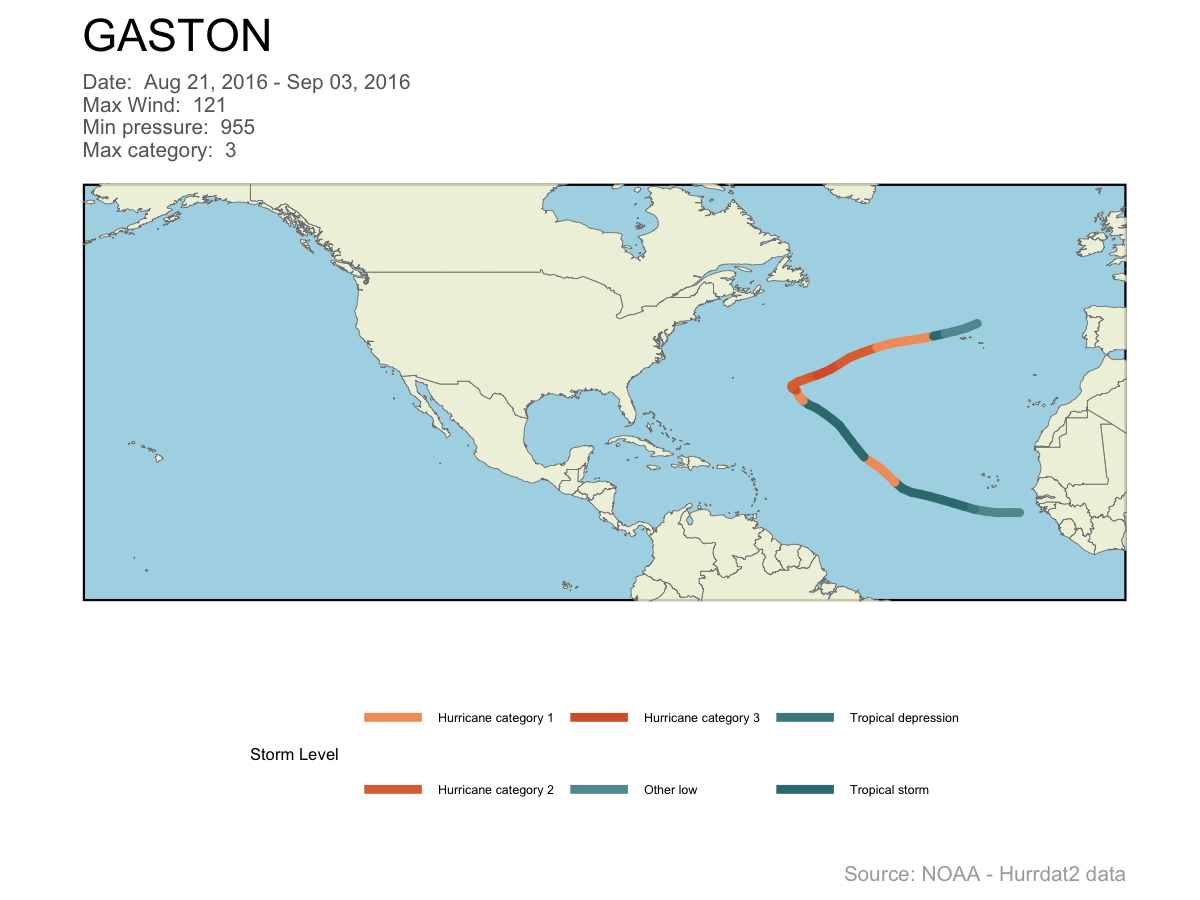 GASTON
Date:  Aug 21, 2016 - Sep 03, 2016
Max Wind:  121
Min pressure:  955
Max category:  3
Hurricane category 1
Hurricane category 3
Tropical depression
Storm Level
Hurricane category 2
Other low
Tropical storm
Source: NOAA - Hurrdat2 data